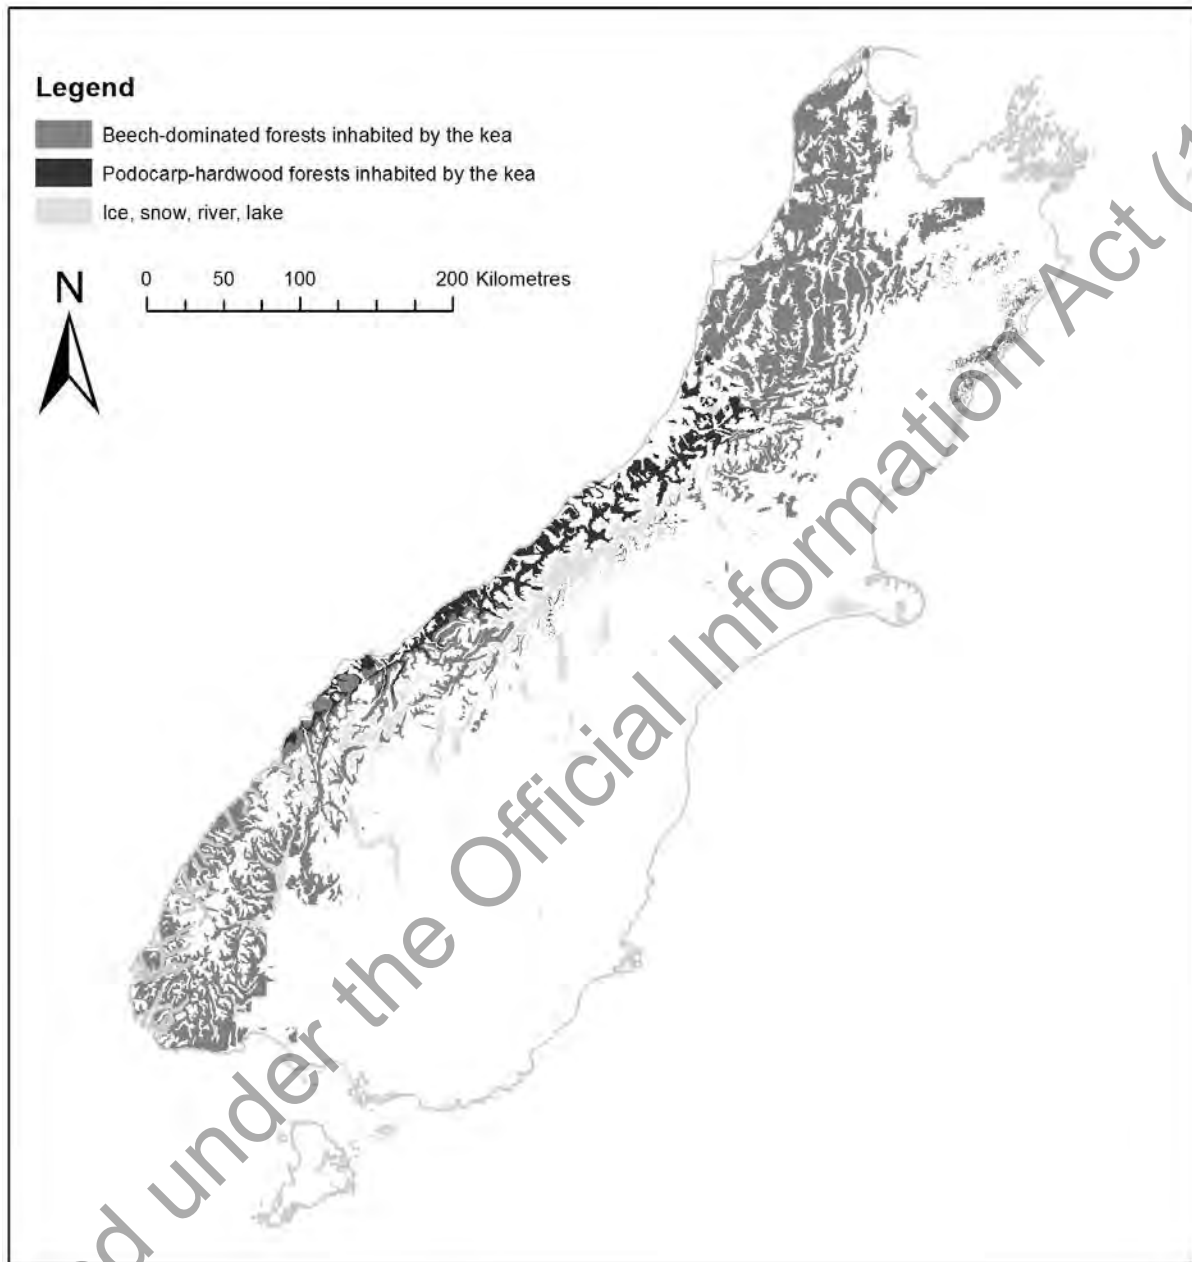 Legend
Beech-dominated forests inhabited by the kea
Podocarp-hardwood forests inhabited by the kea
Ice, snow, river, lake
N
0 50 100 200 Kilometres
under the Official Information Act (1